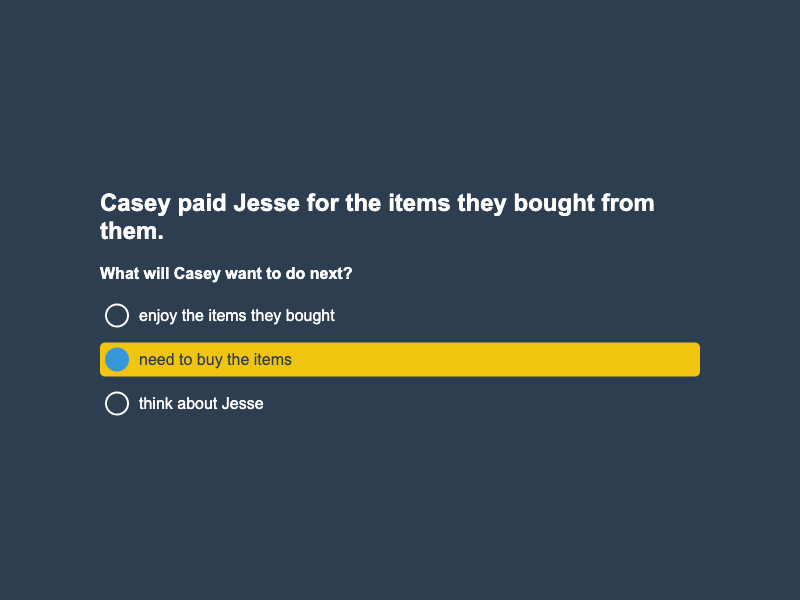 Casey paid Jesse for the items they bought from
them.
What will Casey want to do next?
enjoy the items they bought
need to buy the items
think about Jesse